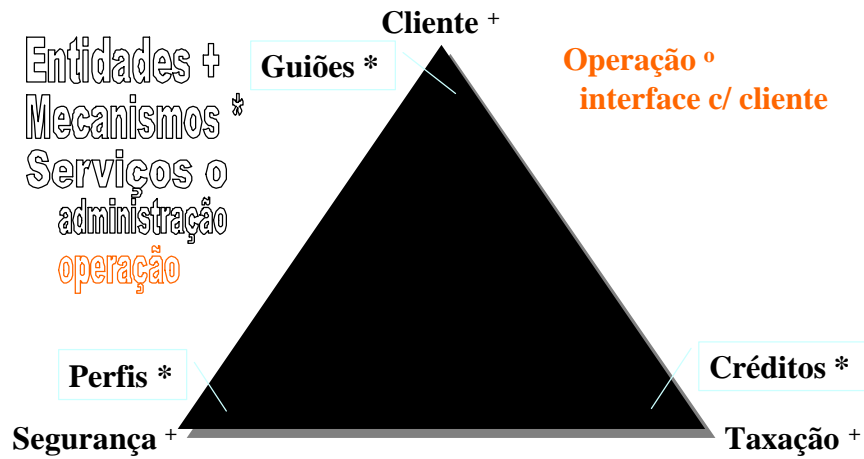 Cliente +
Entidades +
Mecanismos *
Serviços o
administração
operação
Guiões *
Operação o
interface c/ cliente
Perfis *
Créditos *
Segurança +
Taxação +